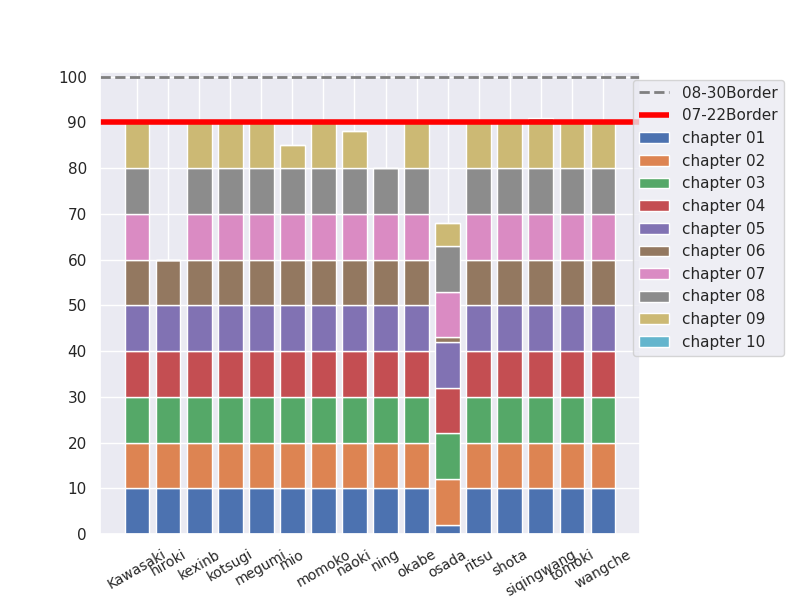 100
90
80
70
60
50
40
30
20
10
0
Kawasaki
hiroki
kexinb
kotsugi
megumi
mio
momoko
naoki
ning
okabe
osada
ritsu
shota
siqingwang
tomoki
wangche
08-30Border
07-22Border
chapter 01
chapter 02
chapter 03
chapter 04
chapter 05
chapter 06
chapter 07
chapter 08
chapter 09
chapter 10